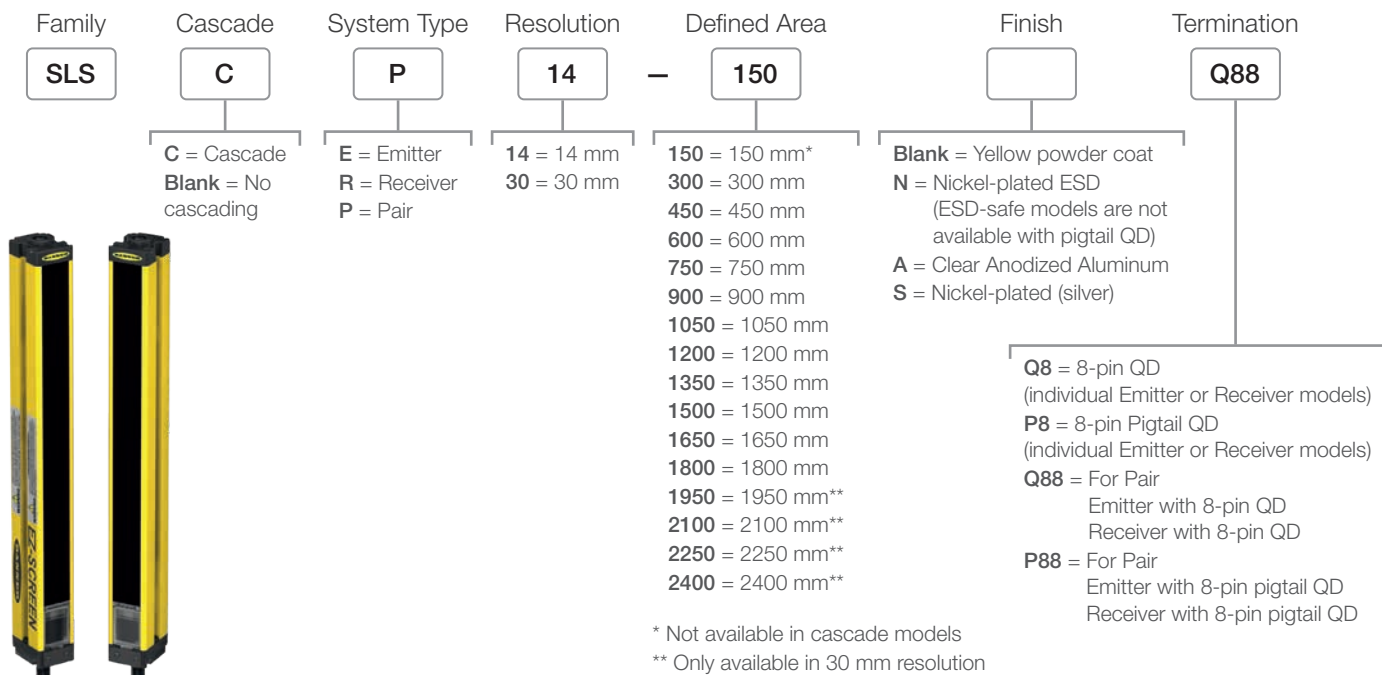 Family
Cascade
System Type
Resolution
Defined Area
Finish
Termination
SLS
C
P
14
–
150
Q88
C = Cascade
Blank = No
cascading
E = Emitter
R = Receiver
P = Pair
14 = 14 mm
30 = 30 mm
150 = 150 mm*
300 = 300 mm
450 = 450 mm
600 = 600 mm
750 = 750 mm
900 = 900 mm
1050 = 1050 mm
1200 = 1200 mm
1350 = 1350 mm
1500 = 1500 mm
1650 = 1650 mm
1800 = 1800 mm
1950 = 1950 mm**
2100 = 2100 mm**
2250 = 2250 mm**
2400 = 2400 mm**
* Not available in cascade models
** Only available in 30 mm resolution
Blank = Yellow powder coat
N = Nickel-plated ESD
(ESD-safe models are not
available with pigtail QD)
A = Clear Anodized Aluminum
S = Nickel-plated (silver)
Q8 = 8-pin QD
(individual Emitter or Receiver models)
P8 = 8-pin Pigtail QD
(individual Emitter or Receiver models)
Q88 = For Pair
Emitter with 8-pin QD
Receiver with 8-pin QD
P88 = For Pair
Emitter with 8-pin pigtail QD
Receiver with 8-pin pigtail QD
EZ-SCREEN